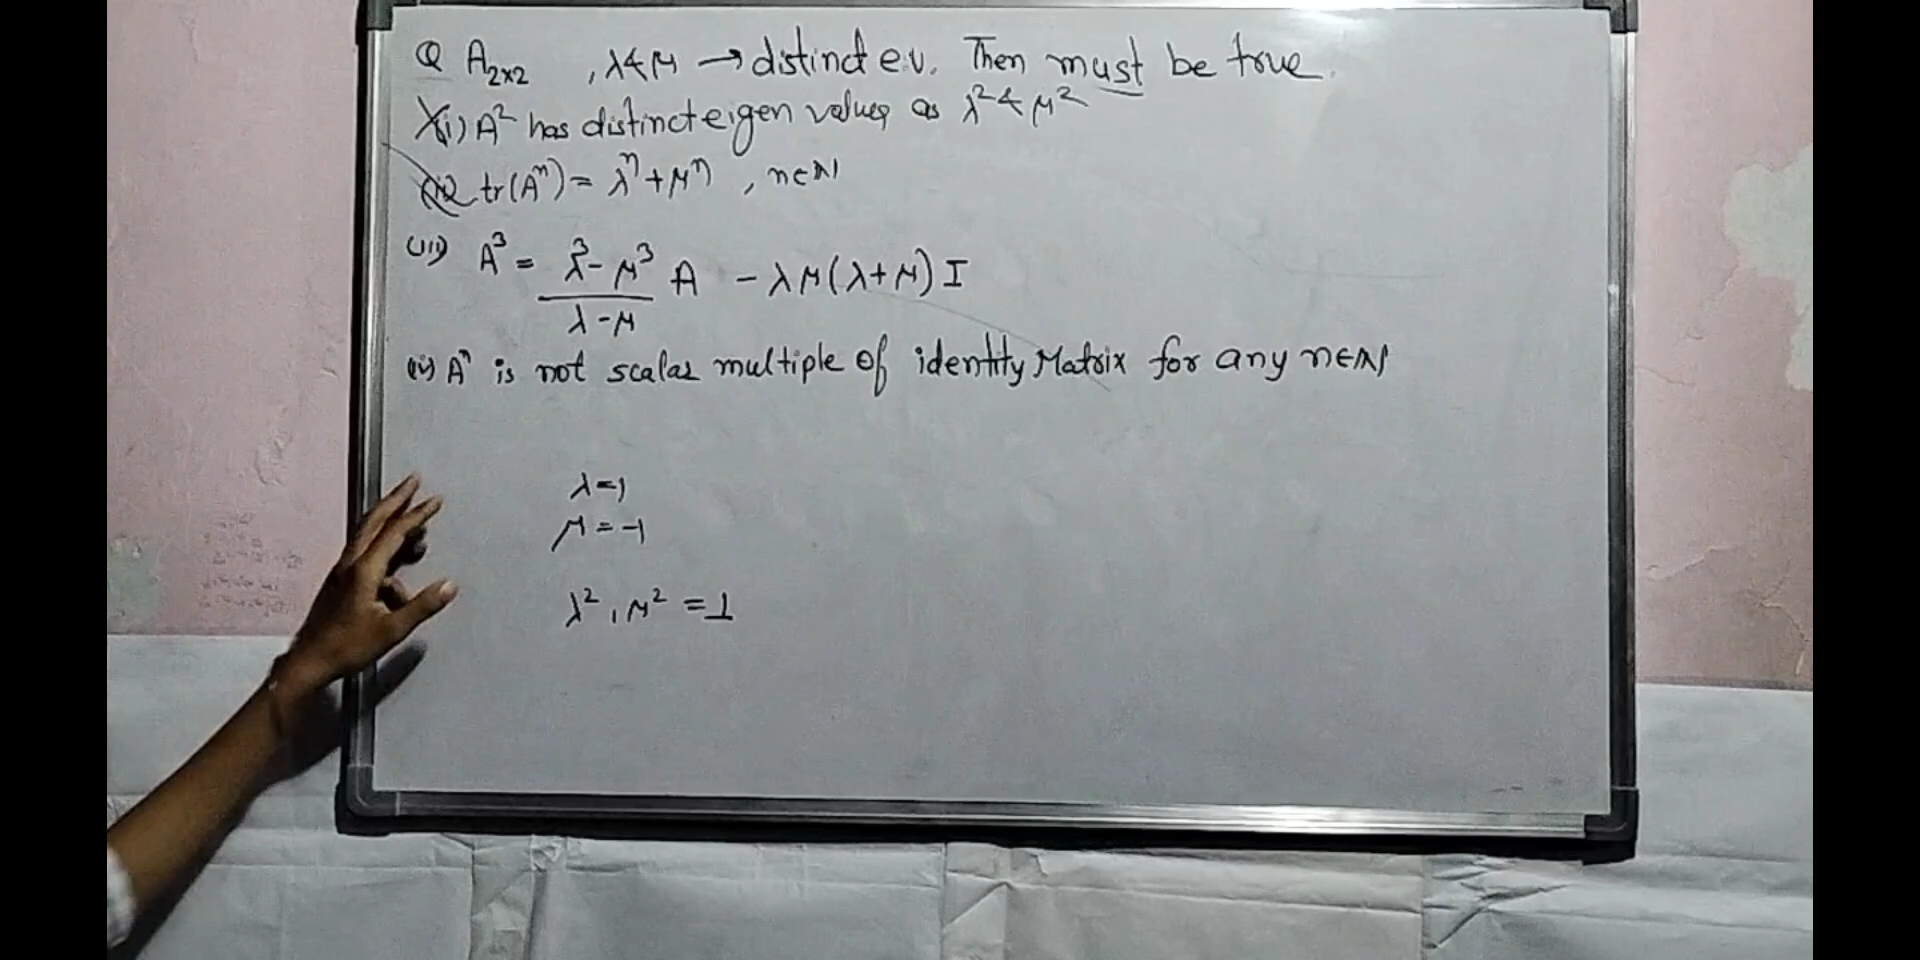 Q A₂ₓ₂ , λ & μ → distinct e.v. Then must be true.
(i) A² has distinct eigen values as λ² & μ²
(ii) tr(Aⁿ) = λⁿ + μⁿ , n∈N
(iii) A³ = (λ³ - μ³)/(λ - μ) A - λμ(λ+μ) I
(iv) Aⁿ is not scalar multiple of identity Matrix for any n∈N
λ = 1
μ = -1
λ², μ² = 1